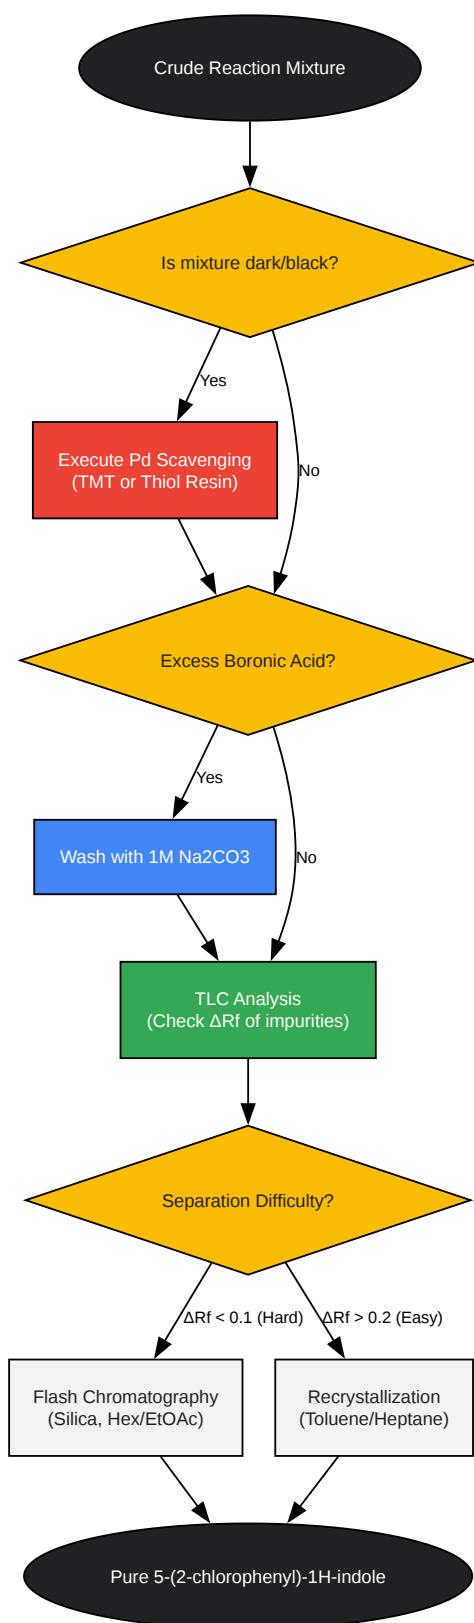 Crude Reaction Mixture
Is mixture dark/black?
Yes
Execute Pd Scavenging
(TMT or Thiol Resin)
No
Excess Boronic Acid?
Yes
Wash with 1M Na2CO3
No
TLC Analysis
(Check ΔRf of impurities)
Separation Difficulty?
ΔRf < 0.1 (Hard)
ΔRf > 0.2 (Easy)
Flash Chromatography
(Silica, Hex/EtOAc)
Recrystallization
(Toluene/Heptane)
Pure 5-(2-chlorophenyl)-1H-indole